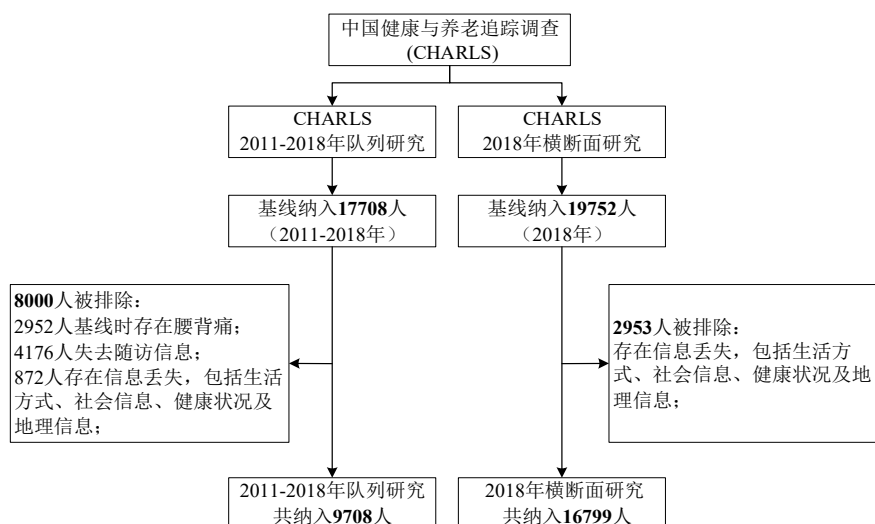 中国健康与养老追踪调查
(CHARLS)
CHARLS
2011-2018年队列研究
CHARLS
2018年横断面研究
基线纳入17708人
（2011-2018年）
基线纳入19752人
（2018年）
8000人被排除：
2952人基线时存在腰背痛；
4176人失去随访信息；
872人存在信息丢失，包括生活
方式、社会信息、健康状况及
地理信息；
2953人被排除：
存在信息丢失，包括生活方
式、社会信息、健康状况及地
理信息；
2011-2018年队列研究
共纳入9708人
2018年横断面研究
共纳入16799人